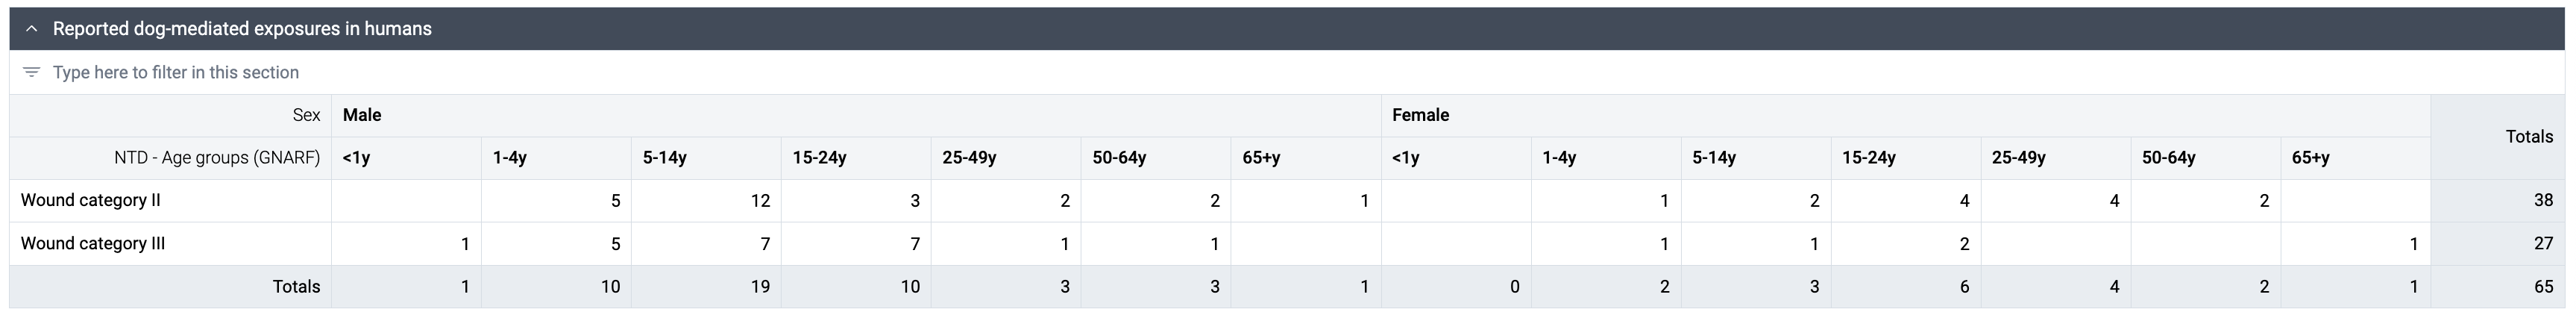 Reported dog-mediated exposures in humans
Type here to filter in this section
Sex Male Female Totals
NTD - Age groups (GNARF) <1y 1-4y 5-14y 15-24y 25-49y 50-64y 65+y <1y 1-4y 5-14y 15-24y 25-49y 50-64y 65+y
Wound category II 5 12 3 2 2 1 1 2 4 4 2 38
Wound category III 1 5 7 7 1 1 1 1 2 1 27
Totals 1 10 19 10 3 3 1 0 2 3 6 4 2 1 65